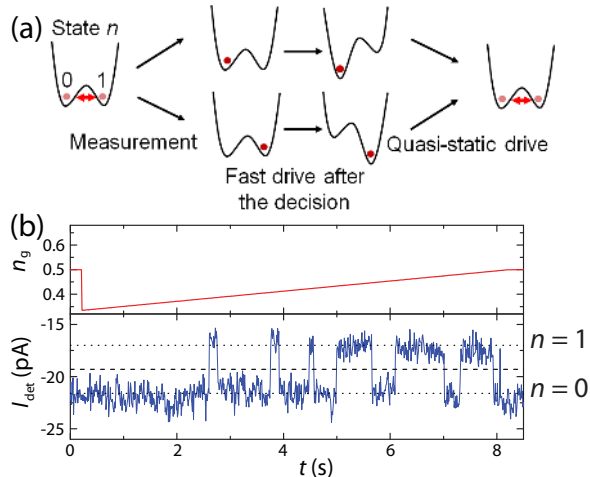 (a)
State n
0 1
Measurement
Fast drive after
the decision
Quasi-static drive
(b)
n_g
0.6
0.5
0.4
I_det (pA)
-15
-20
-25
n = 1
n = 0
0 2 4 6 8
t (s)